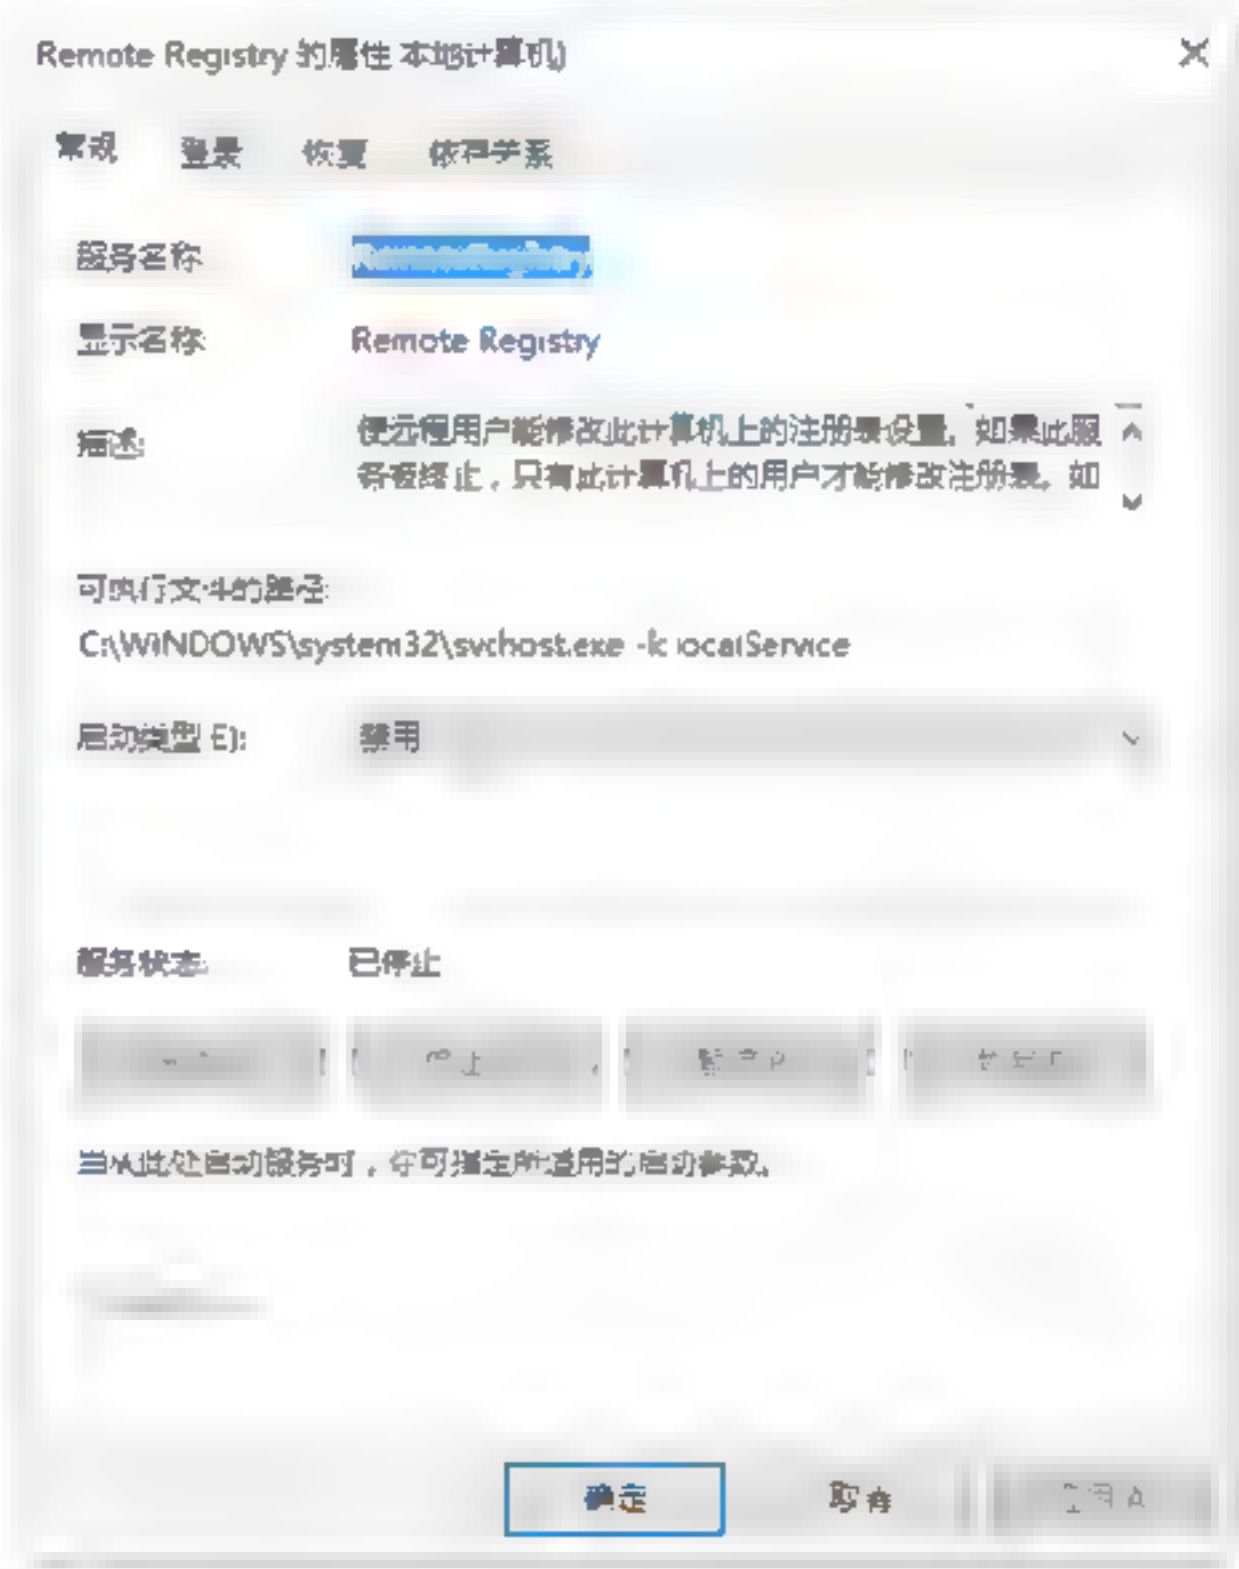 Remote Registry 的属性(本地计算机)
常规 登录 恢复 依存关系
服务名称: RemoteRegistry
显示名称: Remote Registry
描述: 使远程用户能修改此计算机上的注册表设置。如果此服
务被终止，只有此计算机上的用户才能修改注册表。如
可执行文件的路径:
C:\WINDOWS\system32\svchost.exe -k localService
启动类型(E): 禁用
服务状态: 已停止
当从此处启动服务时，你可指定所适用的启动参数。
确定 取消 应用(A)